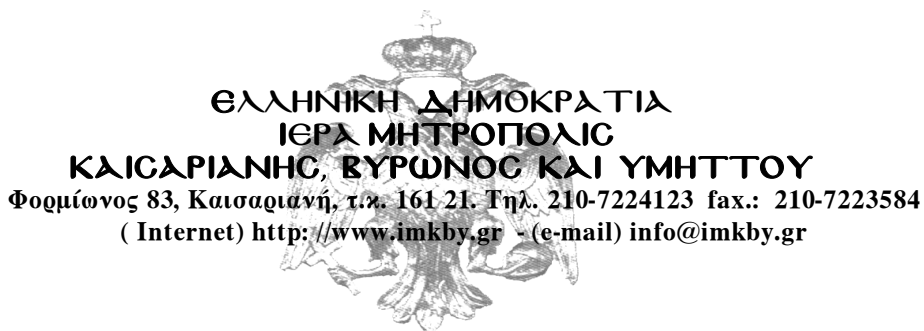 ΕΛΛΗΝΙΚΗ ΔΗΜΟΚΡΑΤΙΑ
ΙΕΡΑ ΜΗΤΡΟΠΟΛΙϹ
ΚΑΙϹΑΡΙΑΝΗϹ, ΒΥΡΩΝΟϹ ΚΑΙ ΥΜΗΤΤΟΥ
Φορμίωνος 83, Καισαριανή, τ.κ. 161 21. Τηλ. 210-7224123 fax.: 210-7223584
( Internet) http: //www.imkby.gr - (e-mail) info@imkby.gr